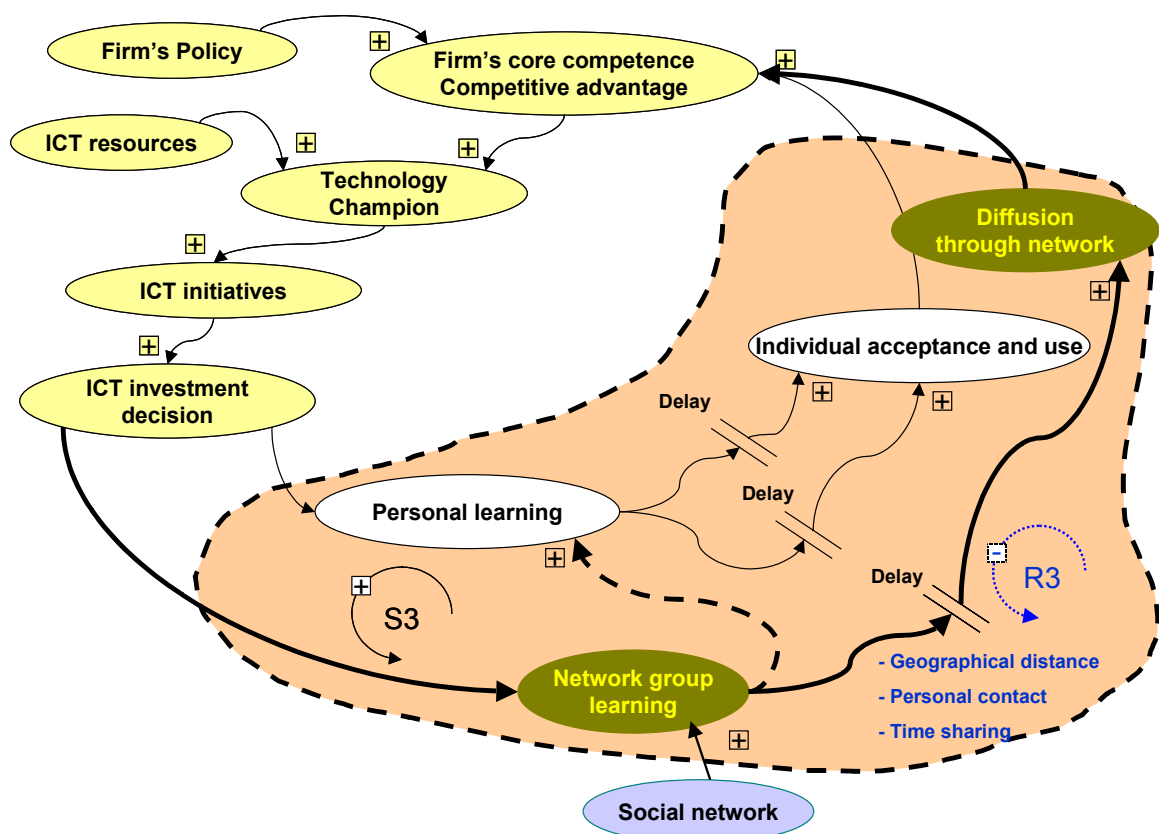 Firm's Policy
+
Firm's core competence
Competitive advantage
+
ICT resources
+
+
Technology
Champion
+
ICT initiatives
+
ICT investment
decision
Diffusion
through network
+
Individual acceptance and use
+
+
Delay
Delay
Personal learning
+
+
S3
Delay
-
R3
Network group
learning
+
- Geographical distance
- Personal contact
- Time sharing
Social network